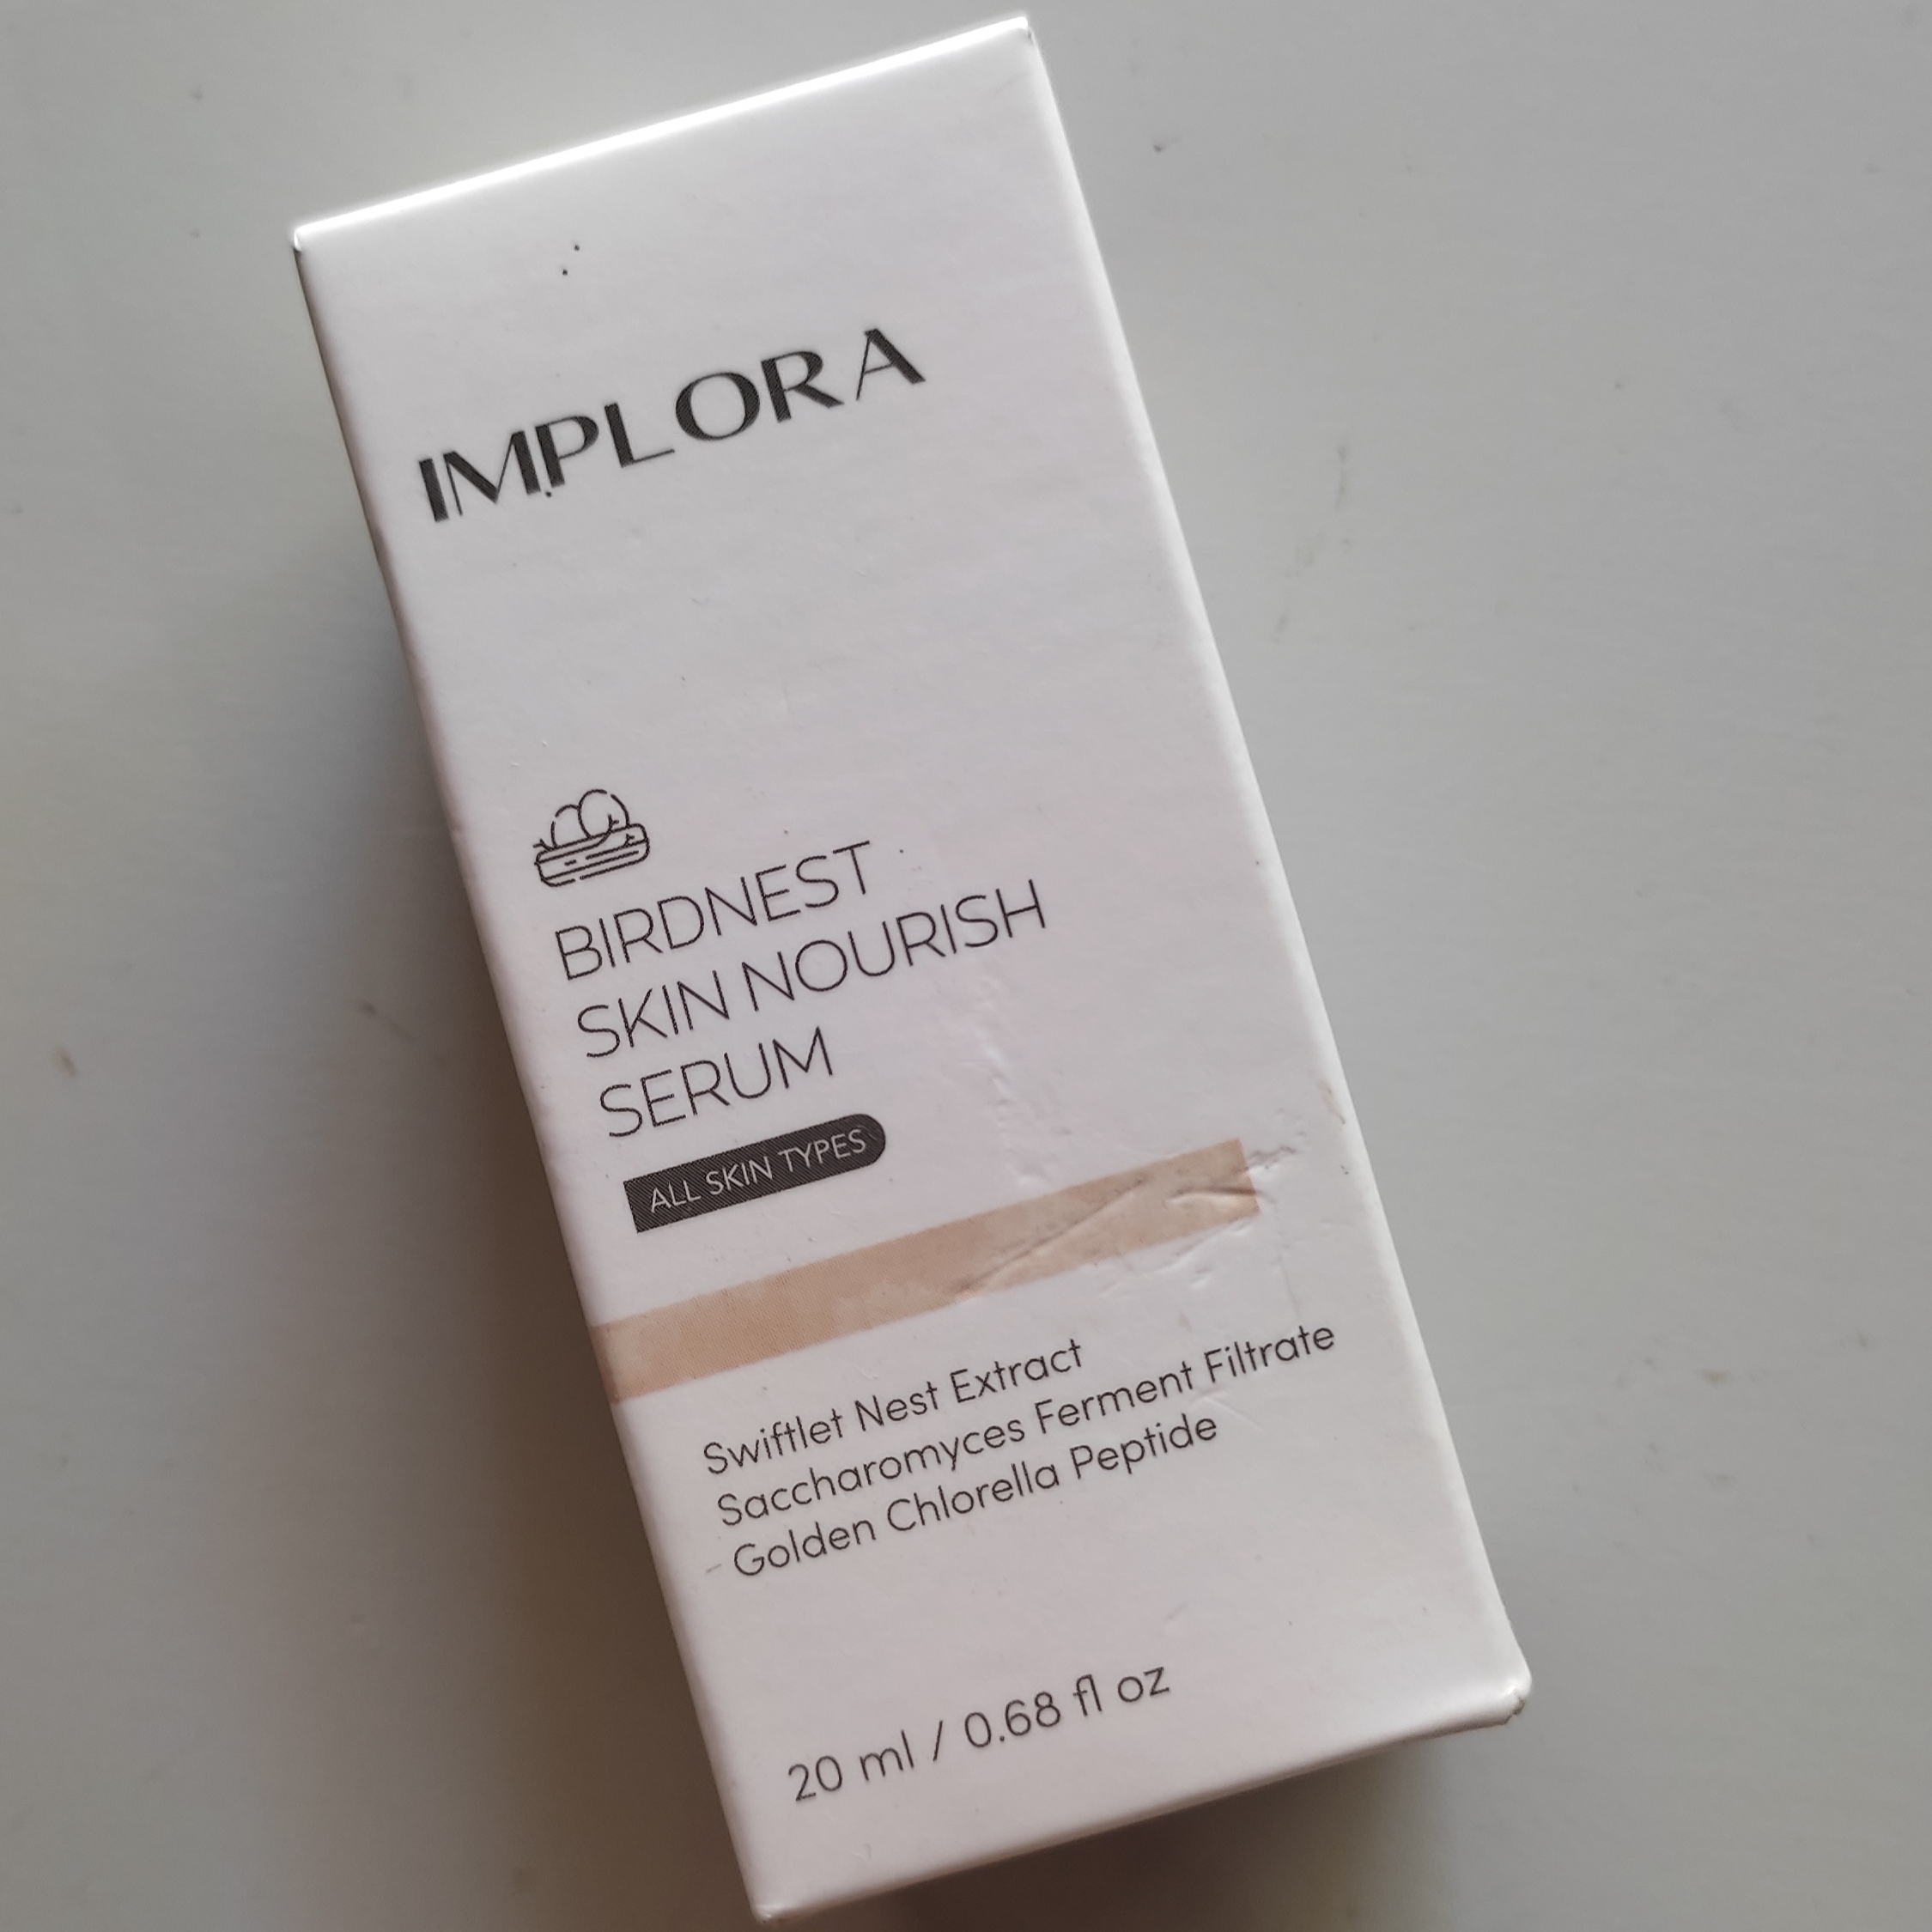 IMPLORA
BIRDNEST
SKIN NOURISH
SERUM
ALL SKIN TYPES
Swiftlet Nest Extract
Saccharomyces Ferment Filtrate
Golden Chlorella Peptide
20 ml / 0.68 fl oz